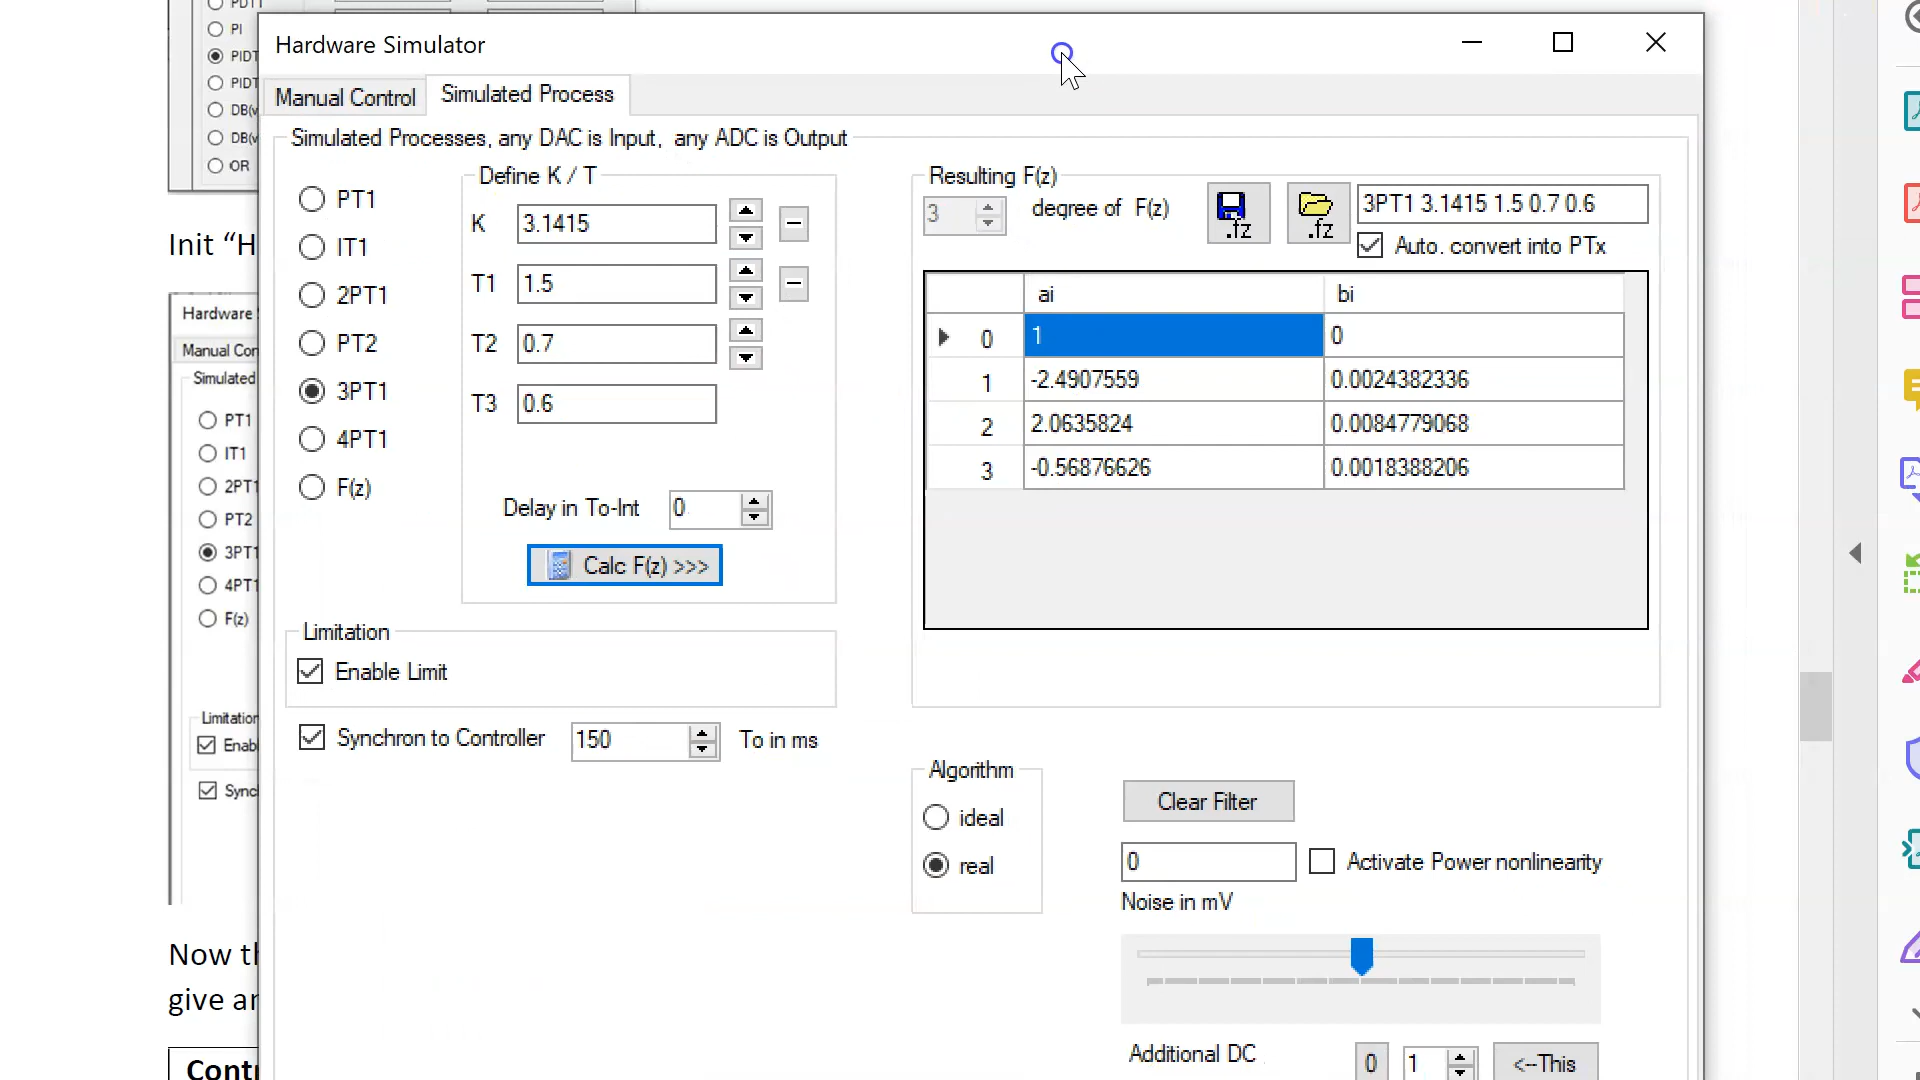 PI
PIDT
PIDT
DB(v
DB(v
OR
Init “H
Hardware
Manual Con
Simulated
PT1
IT1
2PT1
PT2
3PT1
4PT1
F(z)
Limitation
Enab
Sync
Now th
give an
Contr
Hardware Simulator
Manual Control
Simulated Process
Simulated Processes, any DAC is Input, any ADC is Output
PT1
IT1
2PT1
PT2
3PT1
4PT1
F(z)
Define K / T
K 3.1415
T1 1.5
T2 0.7
T3 0.6
Delay in To-Int 0
Calc F(z) >>>
Limitation
Enable Limit
Synchron to Controller 150 To in ms
Resulting F(z)
3 degree of F(z) .fz .fz 3PT1 3.1415 1.5 0.7 0.6
Auto. convert into PTx
ai bi
0 1 0
1 -2.4907559 0.0024382336
2 2.0635824 0.0084779068
3 -0.56876626 0.0018388206
Algorithm
ideal
real
Clear Filter
0 Activate Power nonlinearity
Noise in mV
Additional DC 0 1 <--This